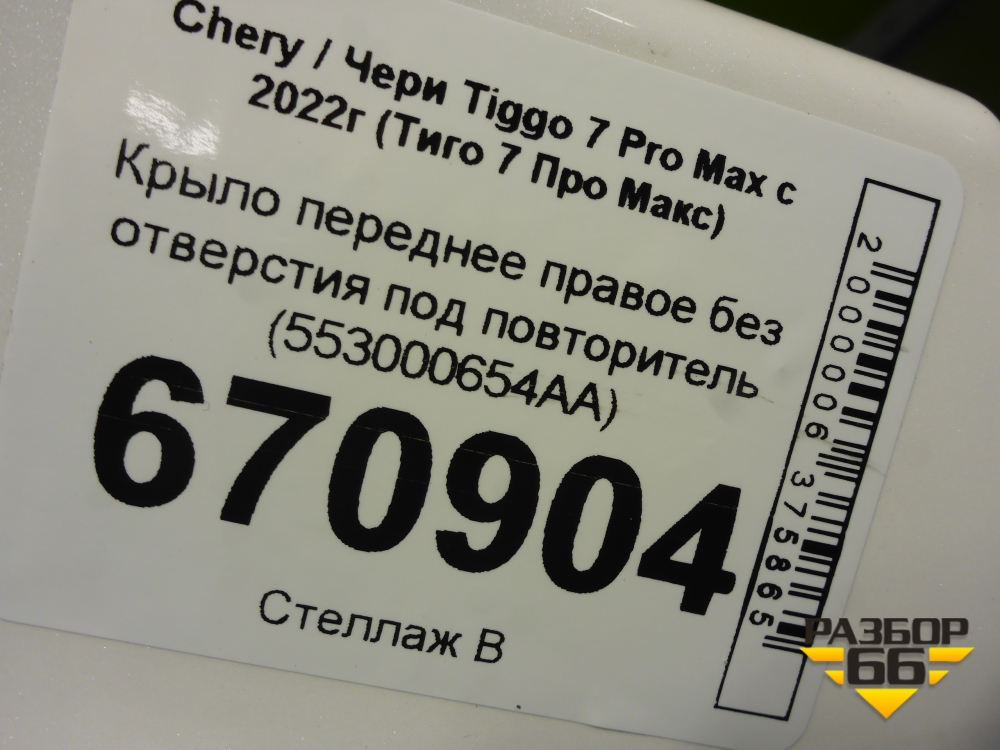 Chery / Чери Tiggo 7 Pro Max с
2022г (Тиго 7 Про Макс)
Крыло переднее правое без
отверстия под повторитель
(553000654AA)
670904
Стеллаж В
2000006375865
РАЗБОР
66